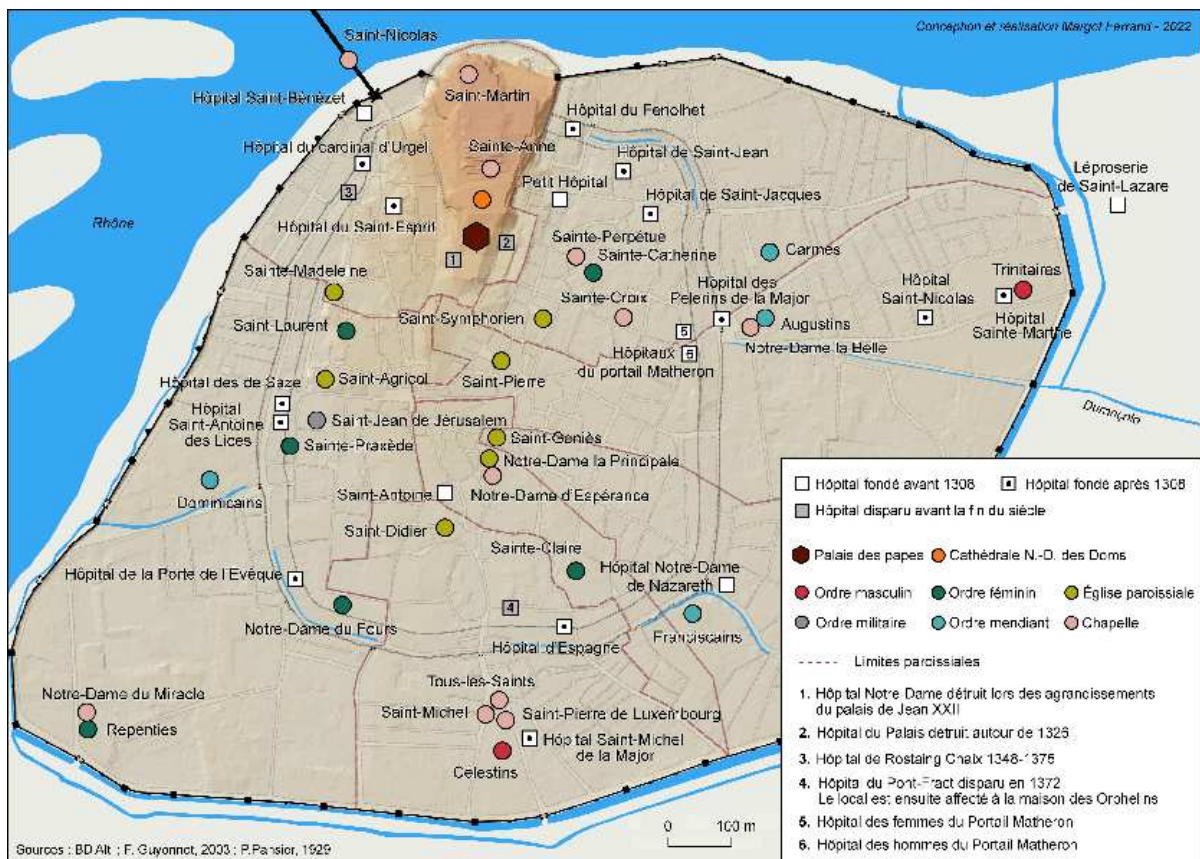 Conception et réalisation Margot Ferrand - 2022
Saint-Nicolas
Saint-Martin
Hôpital Saint-Bénézet
Hôpital du Fenolhet
Hôpital du cardinal d'Urgel
Sainte-Anne
Hôpital de Saint-Jean
Léproserie
de Saint-Lazare
Petit Hôpital
Hôpital de Saint-Jacques
3
Rhône
Hôpital du Saint-Esprit
2
1
Sainte-Perpétue
Sainte-Catherine
Carmes
Sainte-Madeleine
Sainte-Croix
Hôpital des
Pelerins de la Major
Hôpital
Saint-Nicolas
Trinitaires
Saint-Laurent
Saint-Symphorien
5
Augustins
Hôpital
Sainte-Marthe
Notre-Dame la Belle
6
Hôpitaux
du portail Matheron
Saint-Pierre
Hôpital des de Saze
Saint-Agricol
Hôpital
Saint-Antoine
des Lices
Saint-Jean de Jérusalem
Durançole
Saint-Geniès
Sainte-Praxède
Notre-Dame la Principale
Dominicains
Saint-Antoine
Notre-Dame d'Espérance
Saint-Didier
Sainte-Claire
Hôpital de la Porte de l'Evêque
Hôpital Notre-Dame
de Nazareth
4
Notre-Dame du Fours
Hôpital d'Espagne
Franciscains
Tous-les-Saints
Notre-Dame du Miracle
Saint-Michel
Saint-Pierre de Luxembourg
Repenties
Hôpital Saint-Michel
de la Major
Celestins
0 100 m
Sources : BD Alt ; F. Guyonnet, 2003 ; P.Pansier, 1929
Hôpital fondé avant 1308
Hôpital fondé après 1308
Hôpital disparu avant la fin du siècle
Palais des papes
Cathédrale N.-D. des Doms
Ordre masculin
Ordre féminin
Église paroissiale
Ordre militaire
Ordre mendiant
Chapelle
Limites paroissiales
1. Hôpital Notre-Dame détruit lors des agrancissements
du palais de Jean XXII
2. Hôpital du Palais detruit autour de 1326
3. Hôpital de Rostaing Chaix 1348-1375
4. Hôpital du Pont-Fract disparu en 1372
Le local est ensuite affecté à la maison des Orphelins
5. Hôpital des femmes du Portail Matheron
6. Hôpital des hommes du Portail Matheron